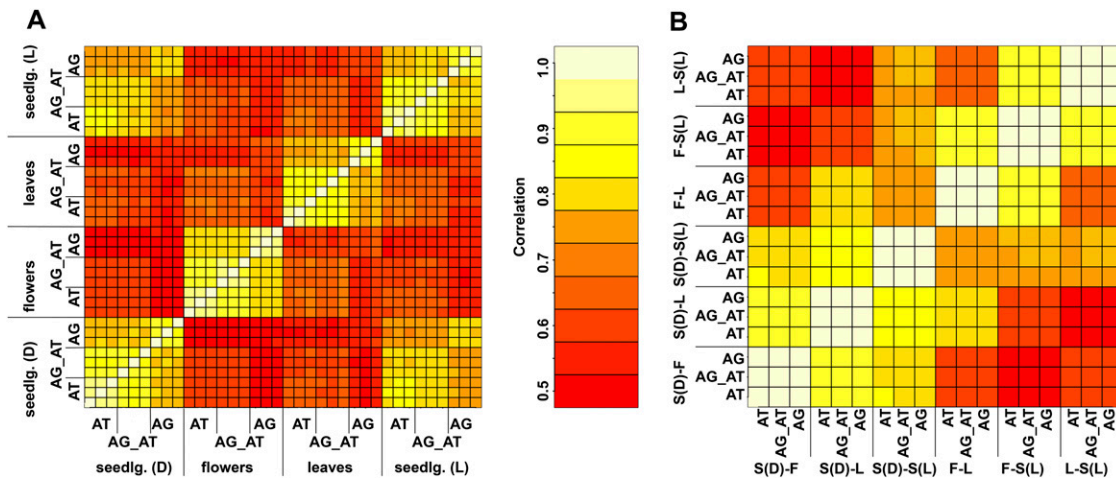 A
seedlg. (L)
AG
AG_AT
AT
leaves
AG
AG_AT
AT
flowers
AG
AG_AT
AT
seedlg. (D)
AG
AG_AT
AT
AT AG AT AG AT AG AT AG
AG_AT AG_AT AG_AT AG_AT
seedlg. (D) flowers leaves seedlg. (L)
Correlation
1.0
0.9
0.8
0.7
0.6
0.5
B
L-S(L)
AG
AG_AT
AT
F-S(L)
AG
AG_AT
AT
F-L
AG
AG_AT
AT
S(D)-S(L)
AG
AG_AT
AT
S(D)-L
AG
AG_AT
AT
S(D)-F
AG
AG_AT
AT
AT AG_AT AG AT AG_AT AG AT AG_AT AG AT AG_AT AG AT AG_AT AG AT AG_AT AG
S(D)-F S(D)-L S(D)-S(L) F-L F-S(L) L-S(L)